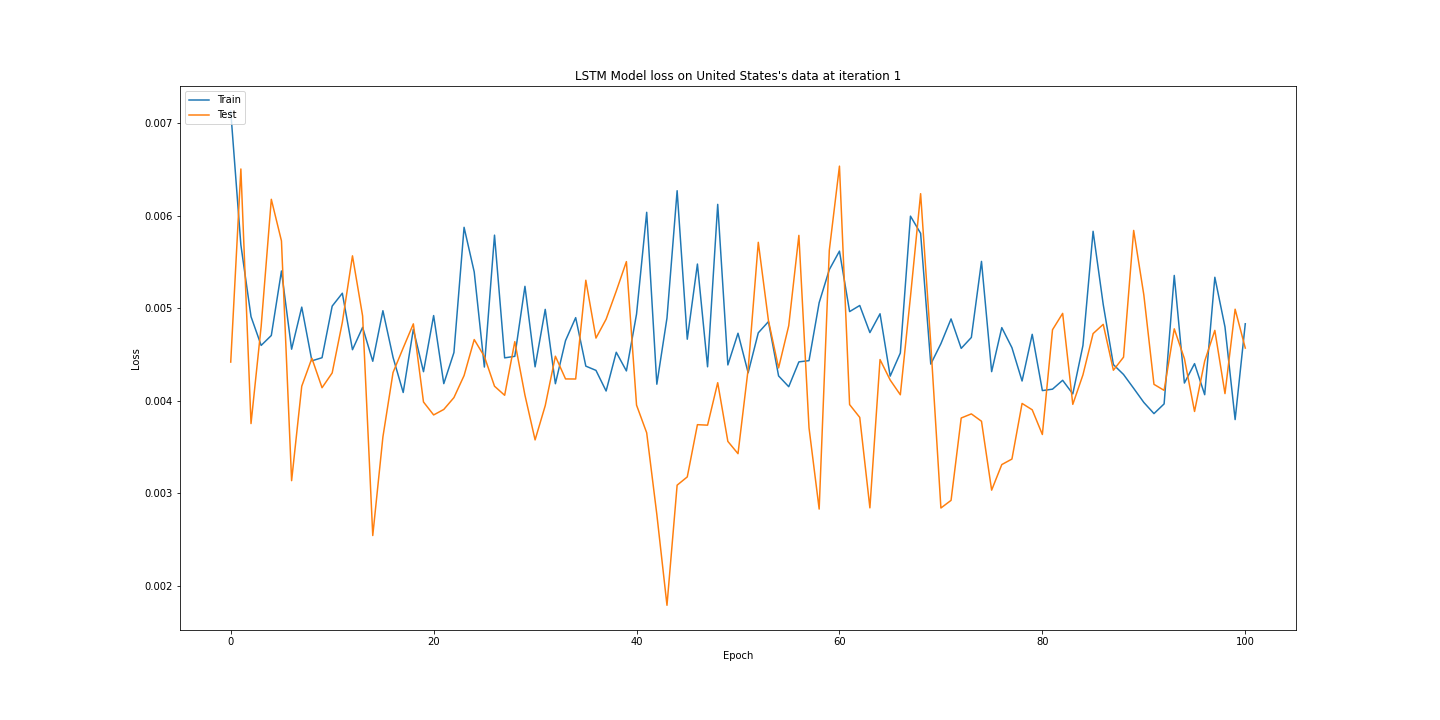 LSTM Model loss on United States's data at iteration 1
Train
Test
0.007
0.006
0.005
0.004
0.003
0.002
Loss
0 20 40 60 80 100
Epoch